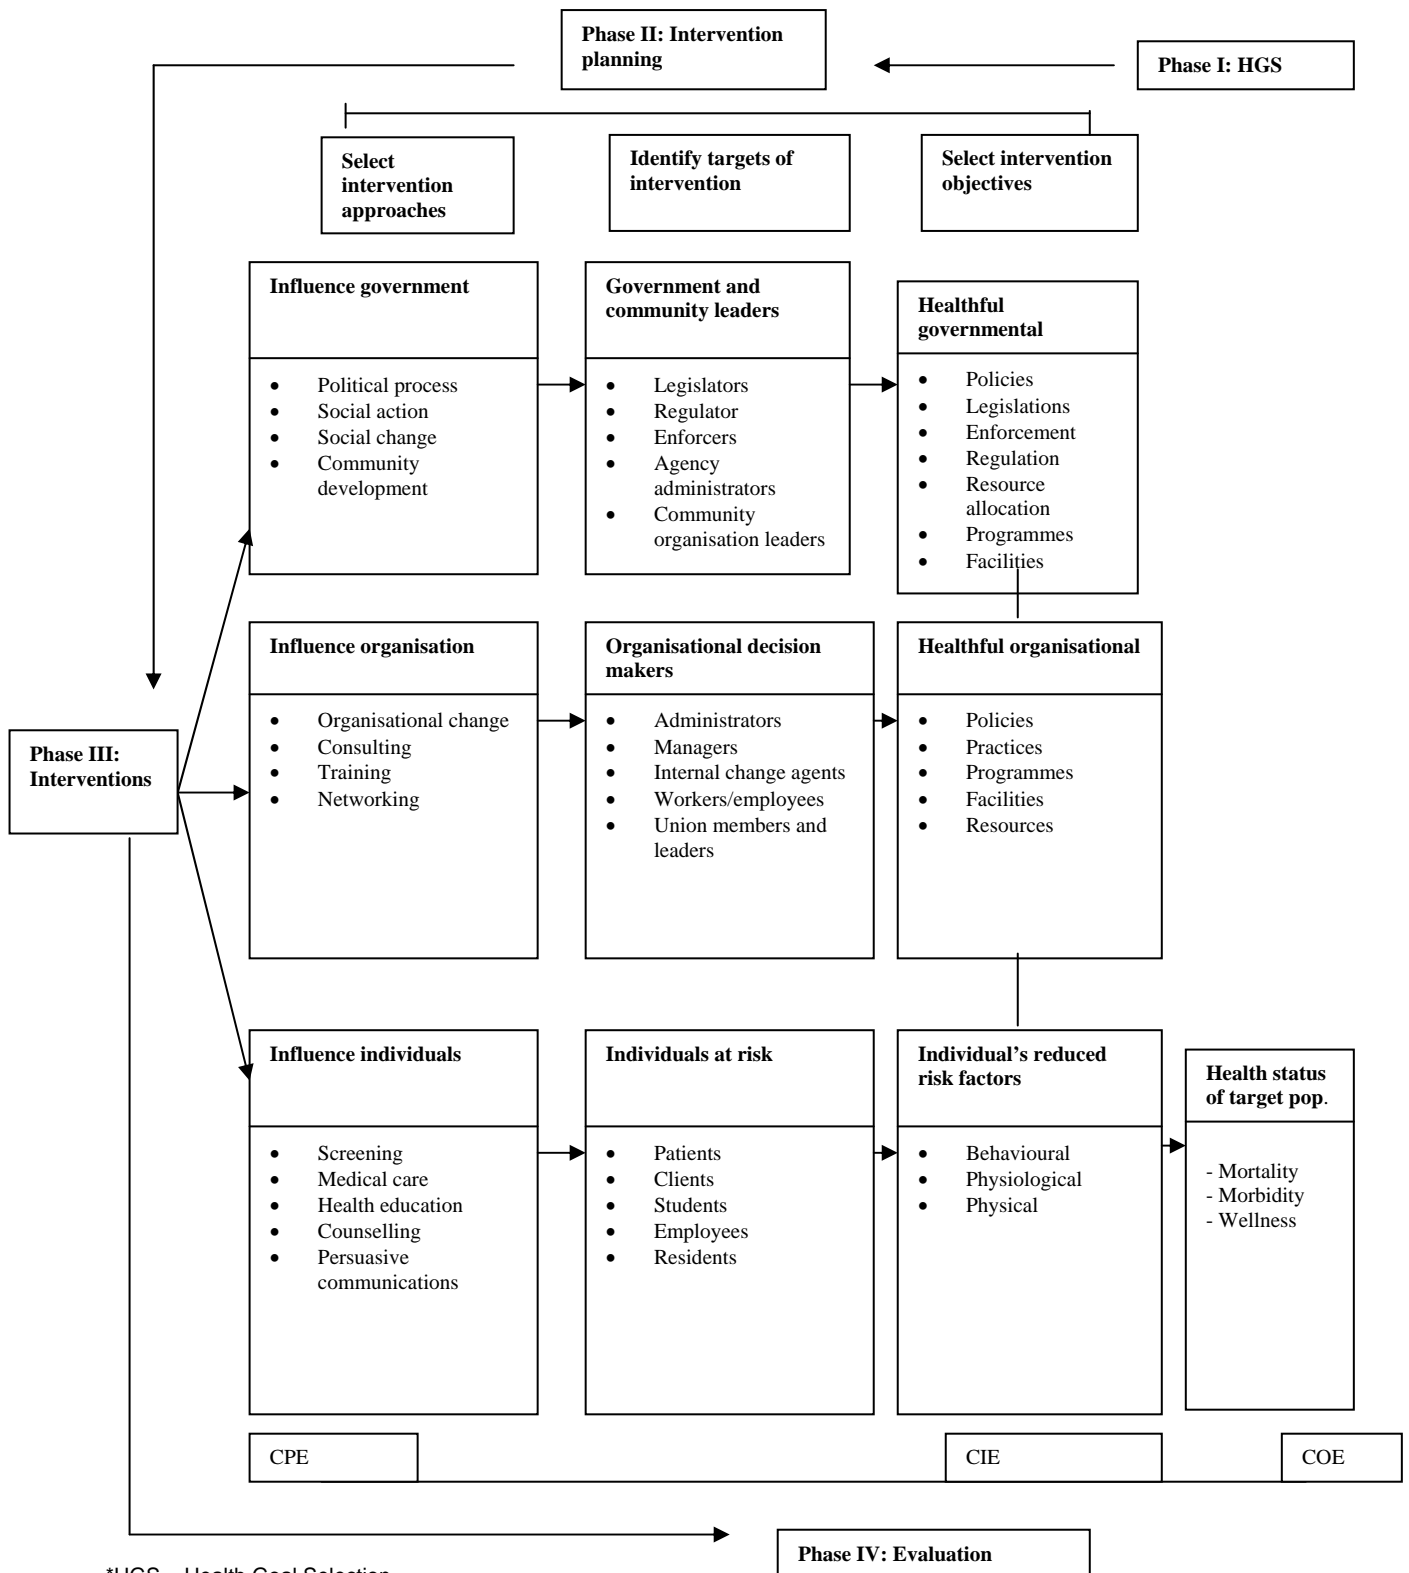 Phase II: Intervention
planning
Phase I: HGS
Select
intervention
approaches
Identify targets of
intervention
Select intervention
objectives
Influence government
• Political process
• Social action
• Social change
• Community
development
Government and
community leaders
• Legislators
• Regulator
• Enforcers
• Agency
administrators
• Community
organisation leaders
Healthful
governmental
• Policies
• Legislations
• Enforcement
• Regulation
• Resource
allocation
• Programmes
• Facilities
Phase III:
Interventions
Influence organisation
• Organisational change
• Consulting
• Training
• Networking
Organisational decision
makers
• Administrators
• Managers
• Internal change agents
• Workers/employees
• Union members and
leaders
Healthful organisational
• Policies
• Practices
• Programmes
• Facilities
• Resources
Influence individuals
• Screening
• Medical care
• Health education
• Counselling
• Persuasive
communications
Individuals at risk
• Patients
• Clients
• Students
• Employees
• Residents
Individual’s reduced
risk factors
• Behavioural
• Physiological
• Physical
Health status
of target pop.
- Mortality
- Morbidity
- Wellness
CPE
CIE
COE
Phase IV: Evaluation
*HGS – Health Goal Selection